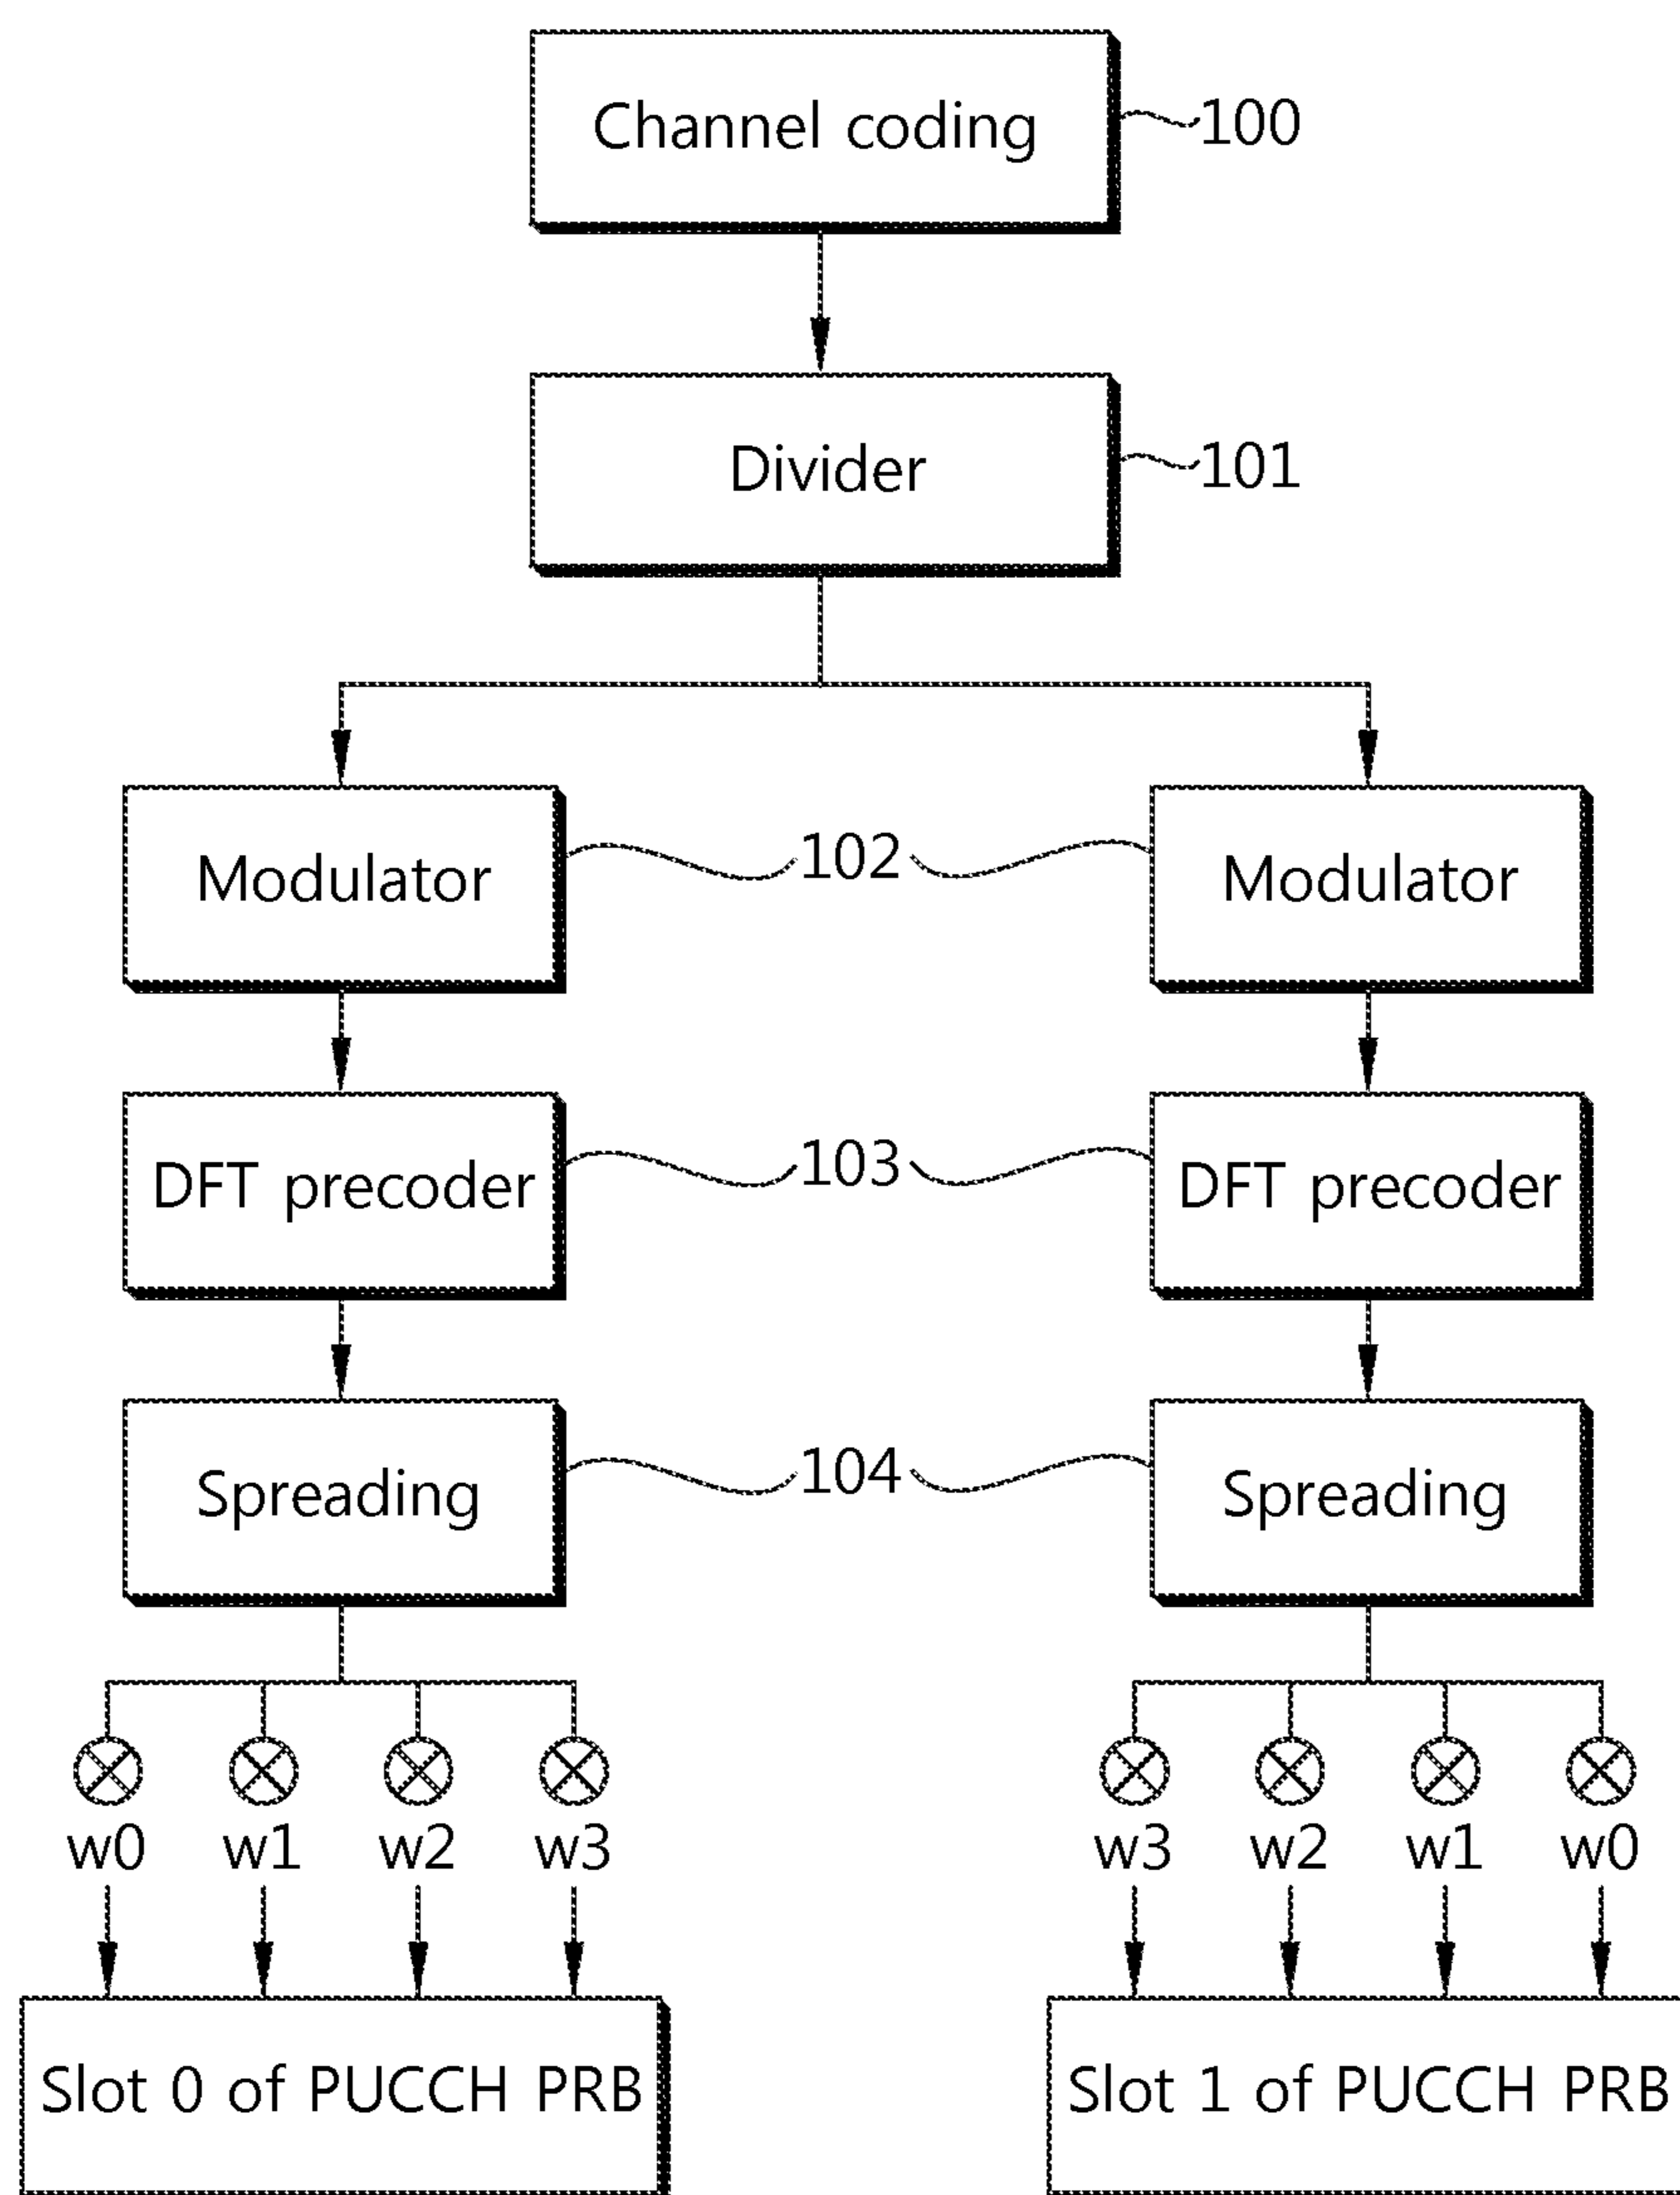 Channel coding 100
Divider 101
Modulator 102 Modulator
DFT precoder 103 DFT precoder
Spreading 104 Spreading
w0 w1 w2 w3 w3 w2 w1 w0
Slot 0 of PUCCH PRB Slot 1 of PUCCH PRB